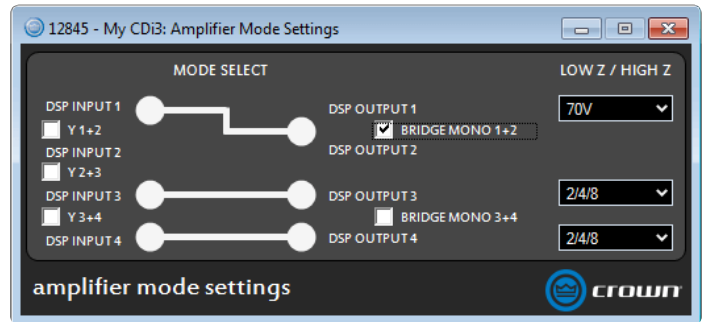 12845 - My CDi3: Amplifier Mode Settings
MODE SELECT
LOW Z / HIGH Z
DSP INPUT 1
DSP OUTPUT 1
70V
Y 1+2
BRIDGE MONO 1+2
DSP INPUT 2
DSP OUTPUT 2
Y 2+3
DSP INPUT 3
DSP OUTPUT 3
2/4/8
Y 3+4
BRIDGE MONO 3+4
DSP INPUT 4
DSP OUTPUT 4
2/4/8
amplifier mode settings
crown